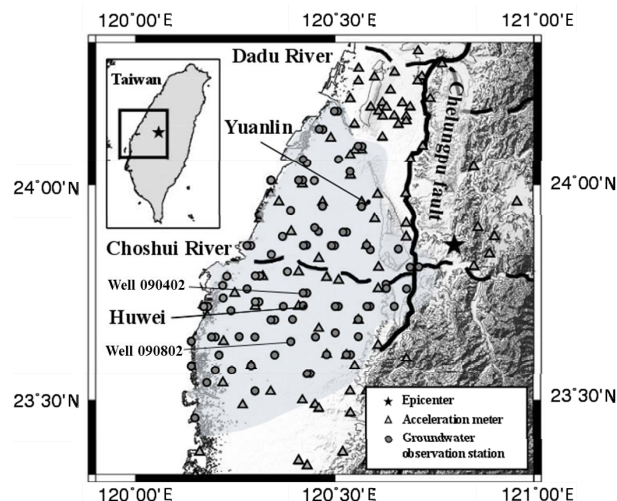 120°00'E 120°30'E 121°00'E
Dadu River
Taiwan
Chelungpu fault
Yuanlin
24°00'N 24°00'N
Choshui River
Well 090402
Huwei
Well 090802
23°30'N 23°30'N
Epicenter
Acceleration meter
Groundwater
observation station
120°00'E 120°30'E 121°00'E